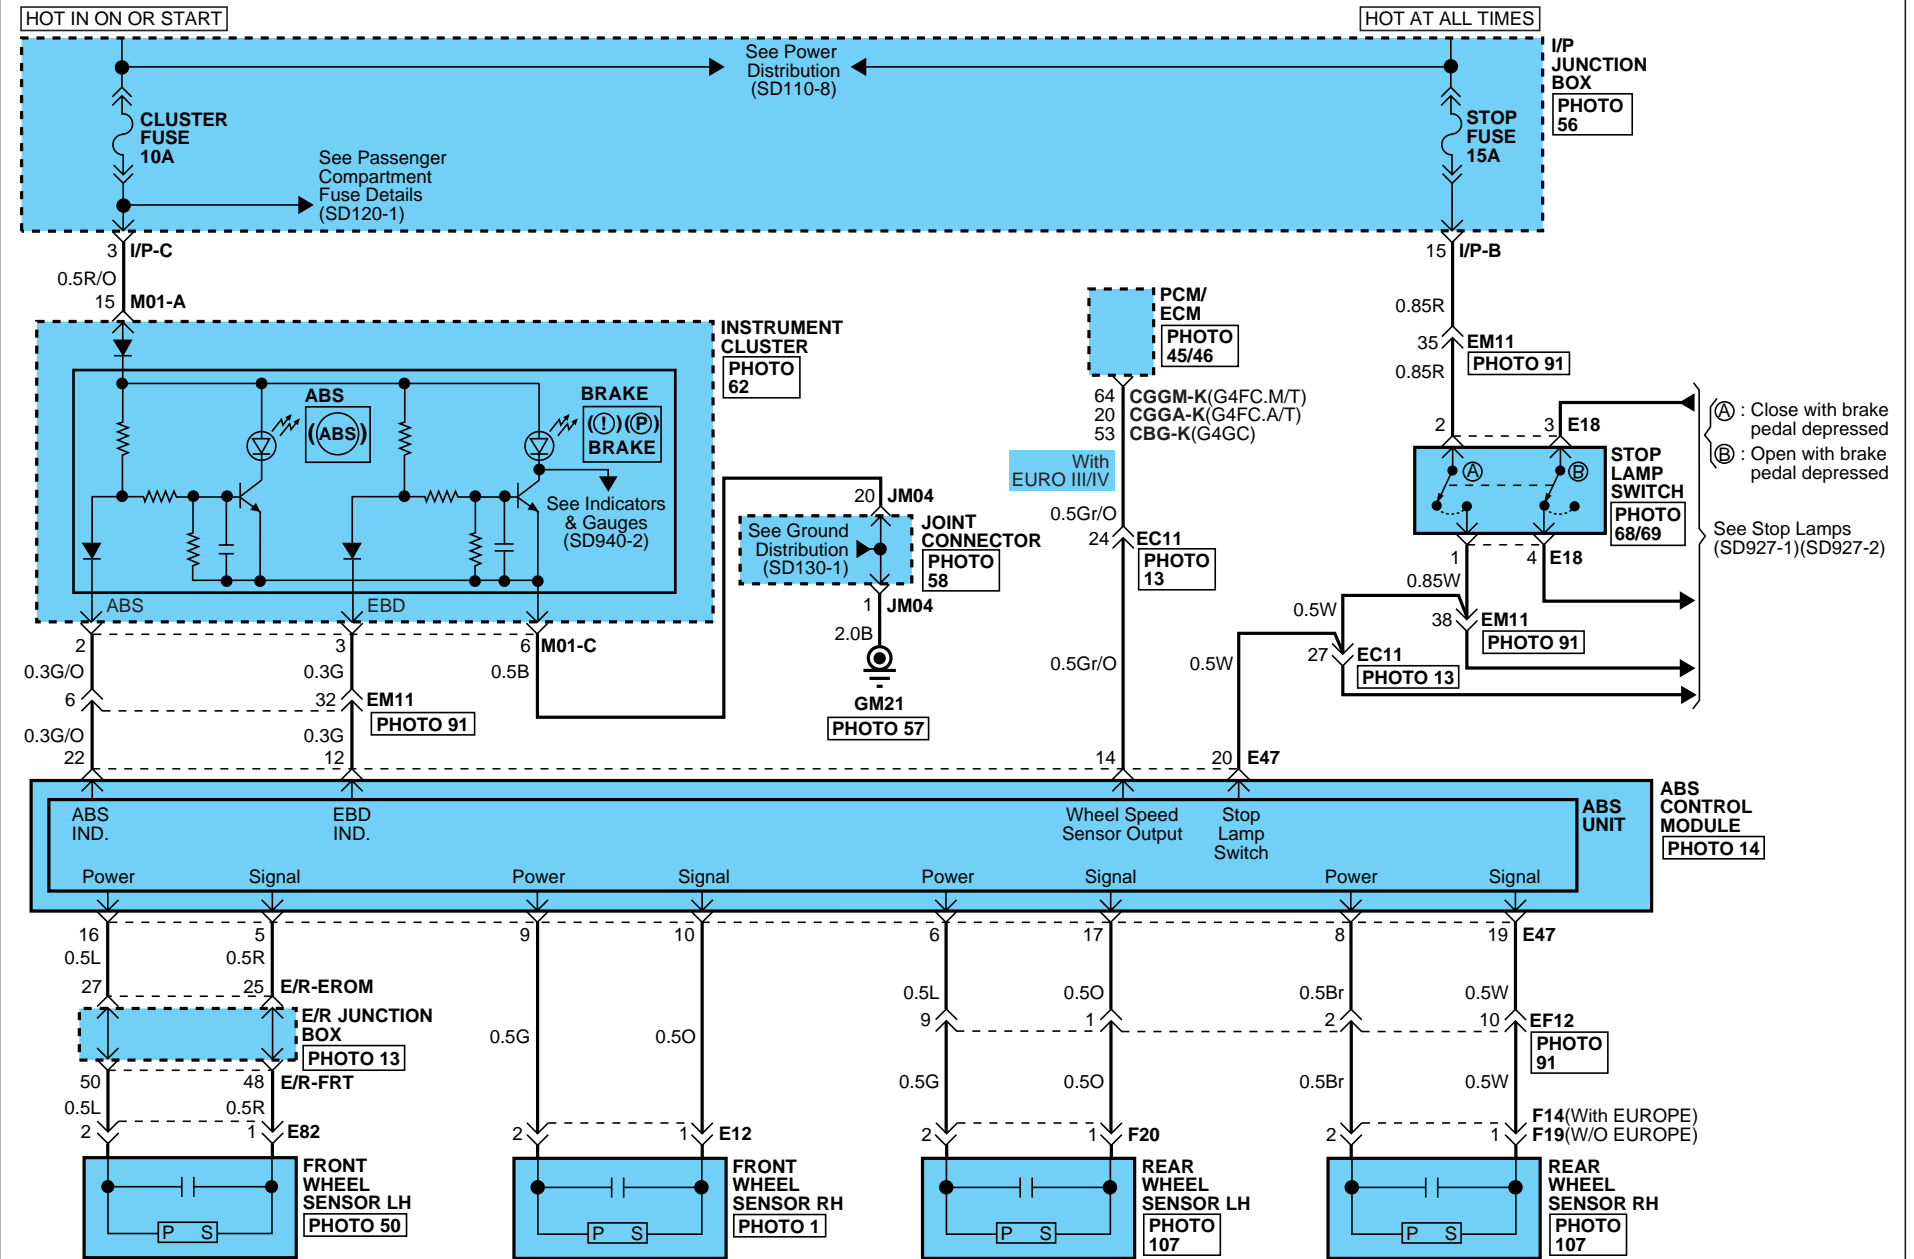 HOT IN ON OR START
HOT AT ALL TIMES
See Power
Distribution
(SD110-8)
I/P
JUNCTION
BOX
PHOTO
56
CLUSTER
FUSE
10A
STOP
FUSE
15A
See Passenger
Compartment
Fuse Details
(SD120-1)
3 I/P-C
15 I/P-B
0.5R/O
15 M01-A
0.85R
35 EM11
PHOTO 91
0.85R
INSTRUMENT
CLUSTER
PHOTO
62
PCM/
ECM
PHOTO
45/46
64 CGGM-K(G4FC.M/T)
20 CGGA-K(G4FC.A/T)
53 CBG-K(G4GC)
With
EURO III/IV
0.5Gr/O
24 EC11
PHOTO
13
0.5Gr/O
ABS
(ABS)
BRAKE
(!)(P)
BRAKE
See Indicators
& Gauges
(SD940-2)
ABS
EBD
20 JM04
See Ground
Distribution
(SD130-1)
JOINT
CONNECTOR
PHOTO
58
1 JM04
2.0B
GM21
PHOTO 57
2 3 E18
A B
STOP
LAMP
SWITCH
PHOTO
68/69
1 4 E18
A : Close with brake
pedal depressed
B : Open with brake
pedal depressed
See Stop Lamps
(SD927-1)(SD927-2)
0.85W
0.5W
38 EM11
PHOTO 91
0.5W
27 EC11
PHOTO 13
2 3 6 M01-C
0.3G/O 0.3G 0.5B
6 32 EM11
PHOTO 91
0.3G/O 0.3G
22 12 14 20 E47
ABS
IND.
EBD
IND.
Wheel Speed
Sensor Output
Stop
Lamp
Switch
ABS
UNIT
ABS
CONTROL
MODULE
PHOTO 14
Power Signal Power Signal Power Signal Power Signal
16 5 9 10 6 17 8 19 E47
0.5L 0.5R
27 25 E/R-EROM
E/R JUNCTION
BOX
PHOTO 13
50 48 E/R-FRT
0.5L 0.5R
2 1 E82
0.5G 0.5O
2 1 E12
0.5L 0.5O 0.5Br 0.5W
9 1 2 10 EF12
PHOTO
91
0.5G 0.5O 0.5Br 0.5W
2 1 F20
F14(With EUROPE)
2 1 F19(W/O EUROPE)
FRONT
WHEEL
SENSOR LH
PHOTO 50
P S
FRONT
WHEEL
SENSOR RH
PHOTO 1
P S
REAR
WHEEL
SENSOR LH
PHOTO
107
P S
REAR
WHEEL
SENSOR RH
PHOTO
107
P S